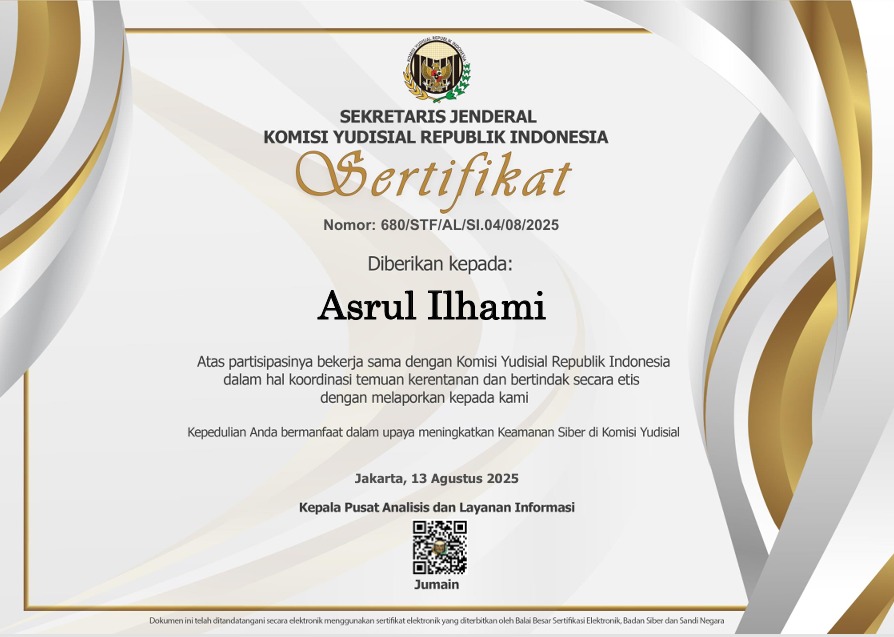 KOMISI YUDISIAL REPUBLIK INDONESIA
SEKRETARIS JENDERAL
KOMISI YUDISIAL REPUBLIK INDONESIA
Sertifikat
Nomor: 680/STF/AL/SI.04/08/2025
Diberikan kepada:
Asrul Ilhami
Atas partisipasinya bekerja sama dengan Komisi Yudisial Republik Indonesia
dalam hal koordinasi temuan kerentanan dan bertindak secara etis
dengan melaporkan kepada kami
Kepedulian Anda bermanfaat dalam upaya meningkatkan Keamanan Siber di Komisi Yudisial
Jakarta, 13 Agustus 2025
Kepala Pusat Analisis dan Layanan Informasi
Jumain
Dokumen ini telah ditandatangani secara elektronik menggunakan sertifikat elektronik yang diterbitkan oleh Balai Besar Sertifikasi Elektronik, Badan Siber dan Sandi Negara